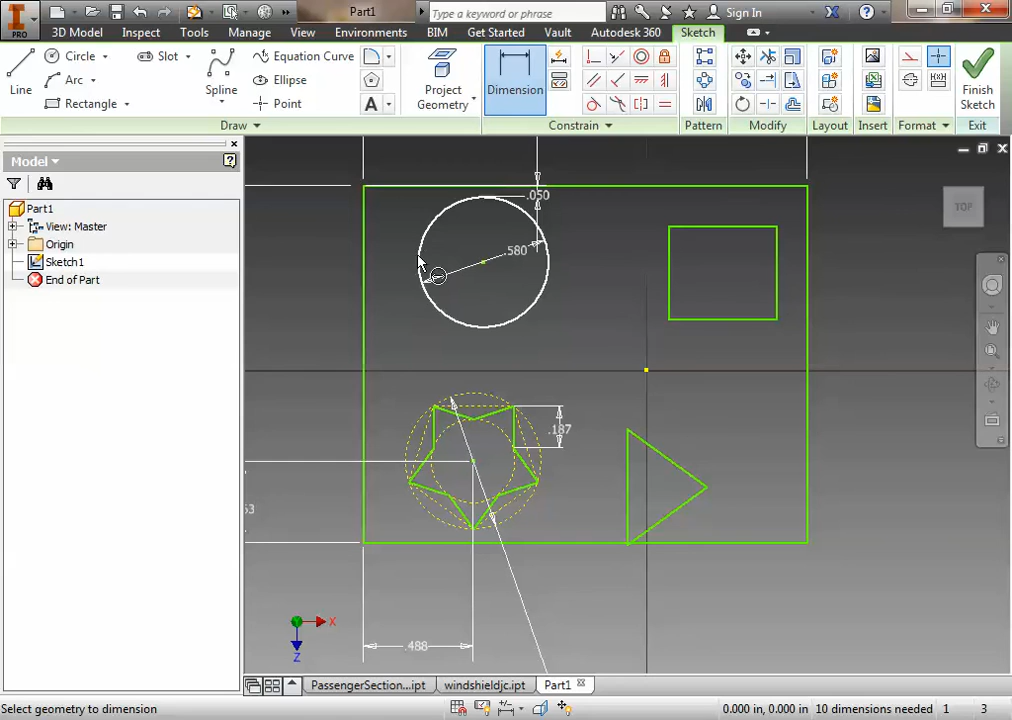 PRO
Part1
Type a keyword or phrase
Sign In
3D Model Inspect Tools Manage View Environments BIM Get Started Vault Autodesk 360 Sketch
Line
Circle
Arc
Rectangle
Slot
Spline
Equation Curve
Ellipse
Point
A
Project
Geometry
Dimension
Finish
Sketch
Draw Constrain Pattern Modify Layout Insert Format Exit
Model
Part1
View: Master
Origin
Sketch1
End of Part
TOP
.050
.580
.187
63
.488
X
Z
PassengerSection...ipt windshieldjc.ipt Part1
Select geometry to dimension
0.000 in, 0.000 in 10 dimensions needed 1 3